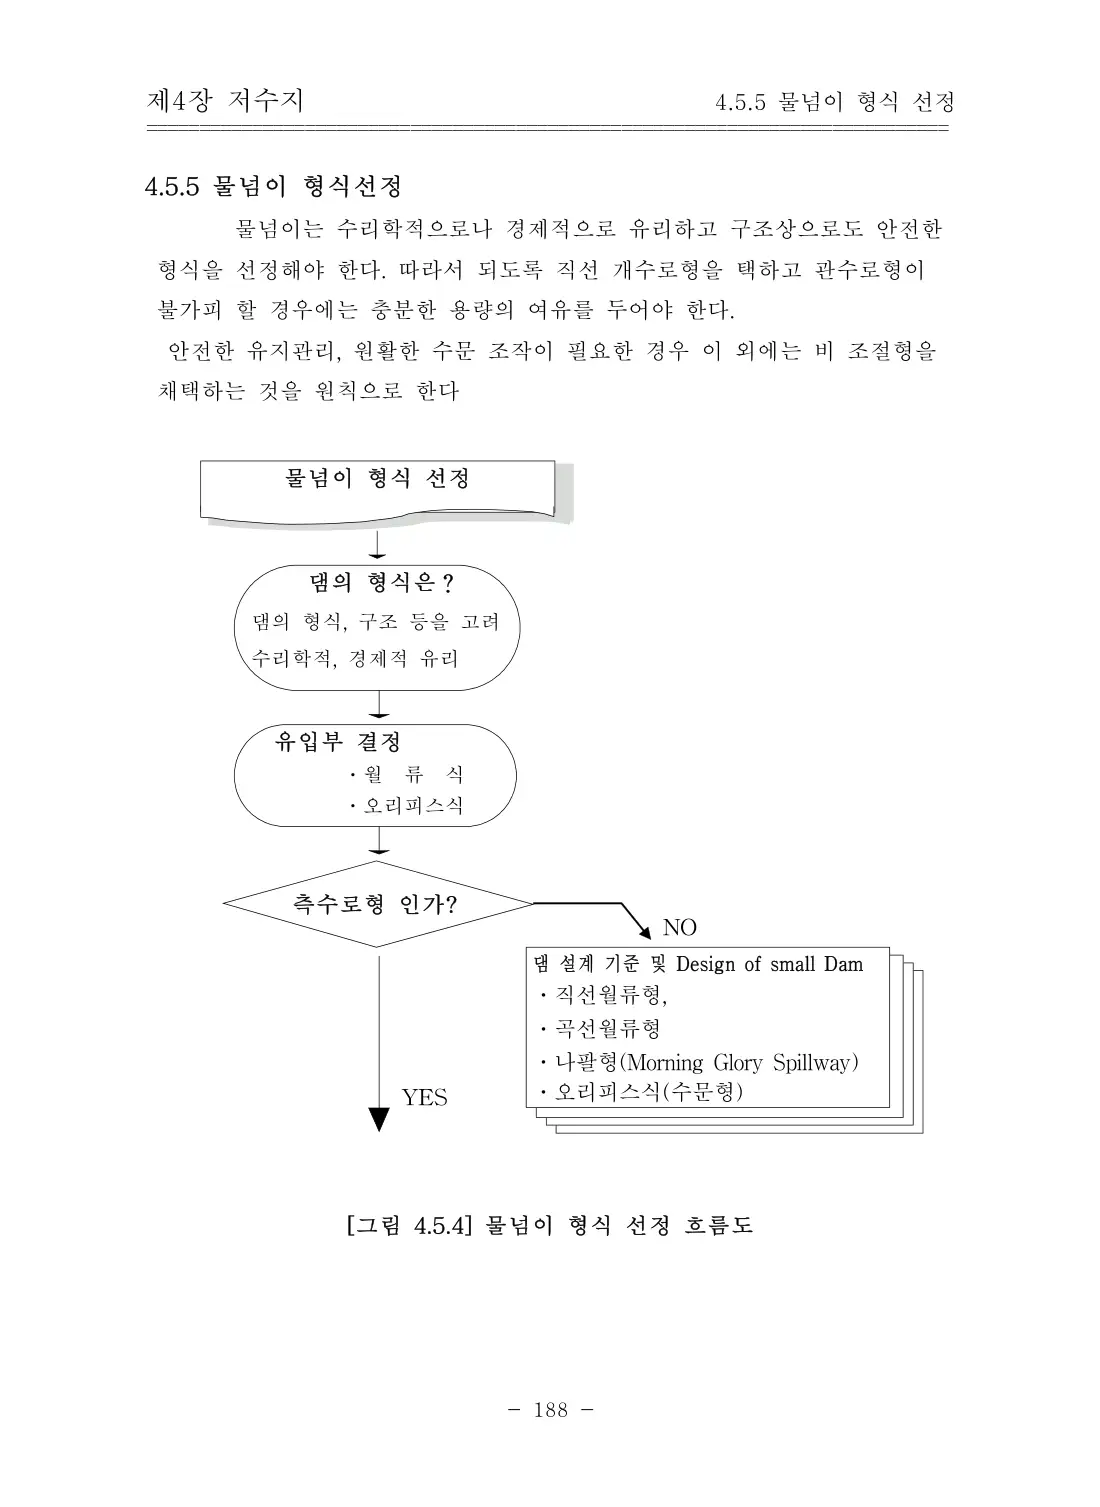 제4장 저수지
4.5.5 물넘이 형식 선정
4.5.5 물넘이 형식선정
물넘이는 수리학적으로나 경제적으로 유리하고 구조상으로도 안전한
형식을 선정해야 한다. 따라서 되도록 직선 개수로형을 택하고 관수로형이
불가피 할 경우에는 충분한 용량의 여유를 두어야 한다.
안전한 유지관리, 원활한 수문 조작이 필요한 경우 이 외에는 비 조절형을
채택하는 것을 원칙으로 한다
물넘이 형식 선정
댐의 형식은?
댐의 형식, 구조 등을 고려
수리학적, 경제적 유리
유입부 결정
·월 류 식
·오리피스식
측수로형 인가?
NO
댐 설계 기준 및 Design of small Dam
·직선월류형,
·곡선월류형
·나팔형(Morning Glory Spillway)
·오리피스식(수문형)
YES
[그림 4.5.4] 물넘이 형식 선정 흐름도
- 188 -